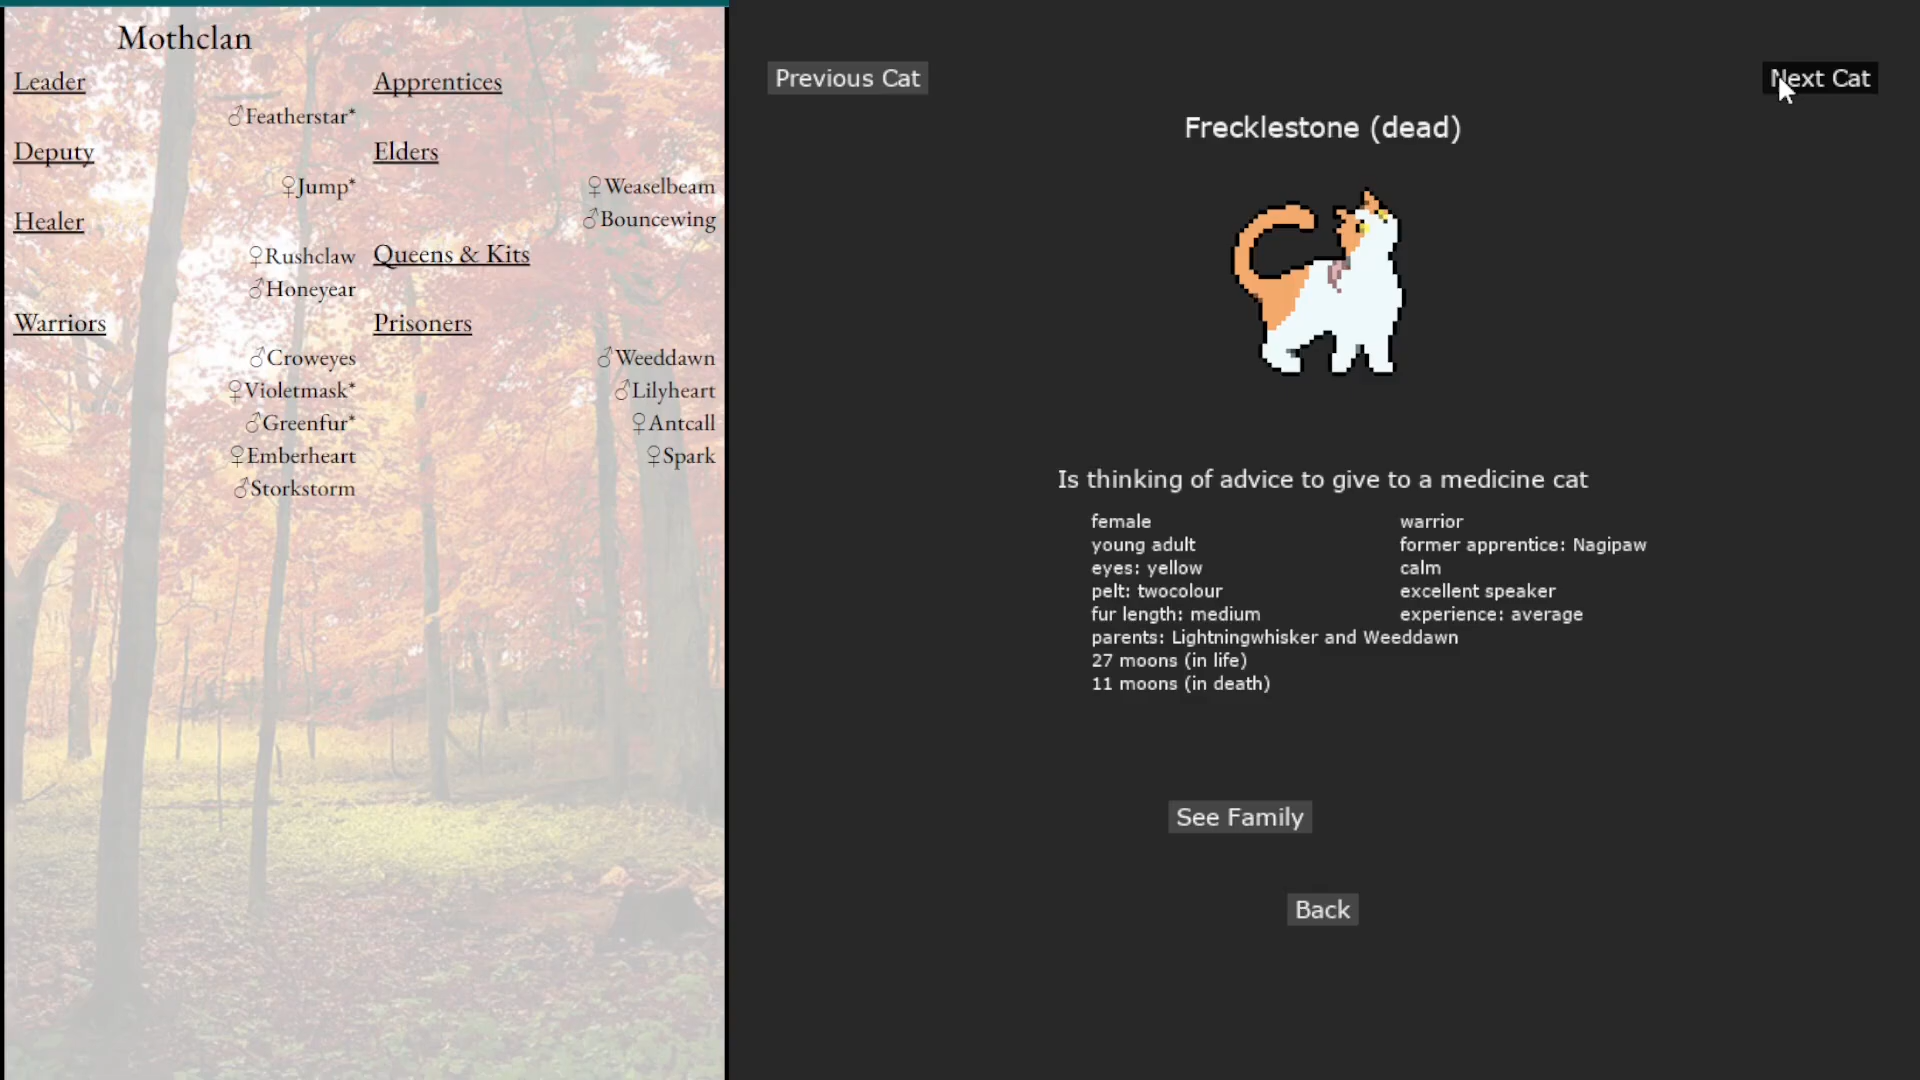 Mothclan
Leader
♂Featherstar*
Deputy
♀Jump*
Healer
♀Rushclaw
♂Honeyear
Warriors
♂Croweyes
♀Violetmask*
♂Greenfur*
♀Emberheart
♂Storkstorm
Apprentices
Elders
♀Weaselbeam
♂Bouncewing
Queens & Kits
Prisoners
♂Weeddawn
♂Lilyheart
♀Antcall
♀Spark
Previous Cat
Next Cat
Frecklestone (dead)
Is thinking of advice to give to a medicine cat
female
young adult
eyes: yellow
pelt: twocolour
fur length: medium
parents: Lightningwhisker and Weeddawn
27 moons (in life)
11 moons (in death)
warrior
former apprentice: Nagipaw
calm
excellent speaker
experience: average
See Family
Back